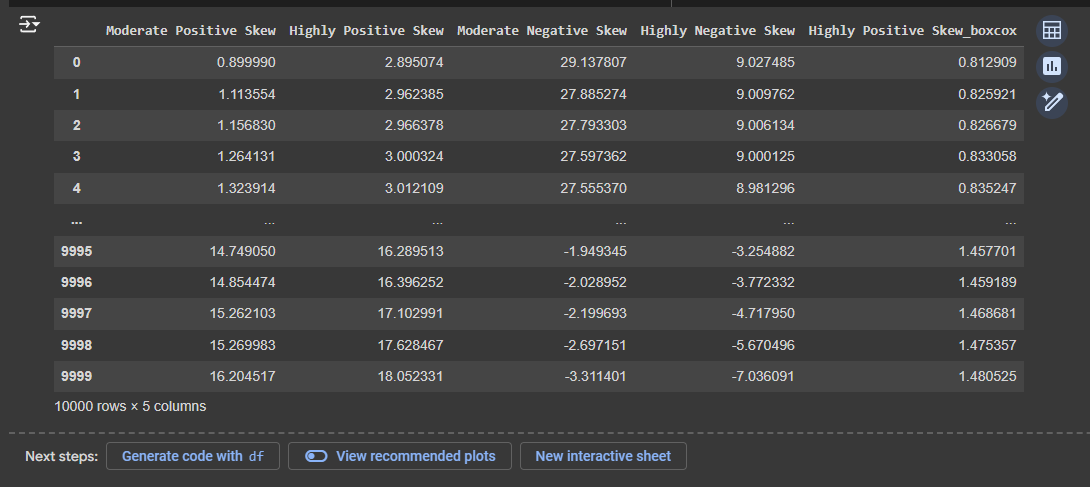 Moderate Positive Skew Highly Positive Skew Moderate Negative Skew Highly Negative Skew Highly Positive Skew_boxcox
0 0.899990 2.895074 29.137807 9.027485 0.812909
1 1.113554 2.962385 27.885274 9.009762 0.825921
2 1.156830 2.966378 27.793303 9.006134 0.826679
3 1.264131 3.000324 27.597362 9.000125 0.833058
4 1.323914 3.012109 27.555370 8.981296 0.835247
... ... ... ... ... ...
9995 14.749050 16.289513 -1.949345 -3.254882 1.457701
9996 14.854474 16.396252 -2.028952 -3.772332 1.459189
9997 15.262103 17.102991 -2.199693 -4.717950 1.468681
9998 15.269983 17.628467 -2.697151 -5.670496 1.475357
9999 16.204517 18.052331 -3.311401 -7.036091 1.480525
10000 rows × 5 columns
Next steps: Generate code with df View recommended plots New interactive sheet